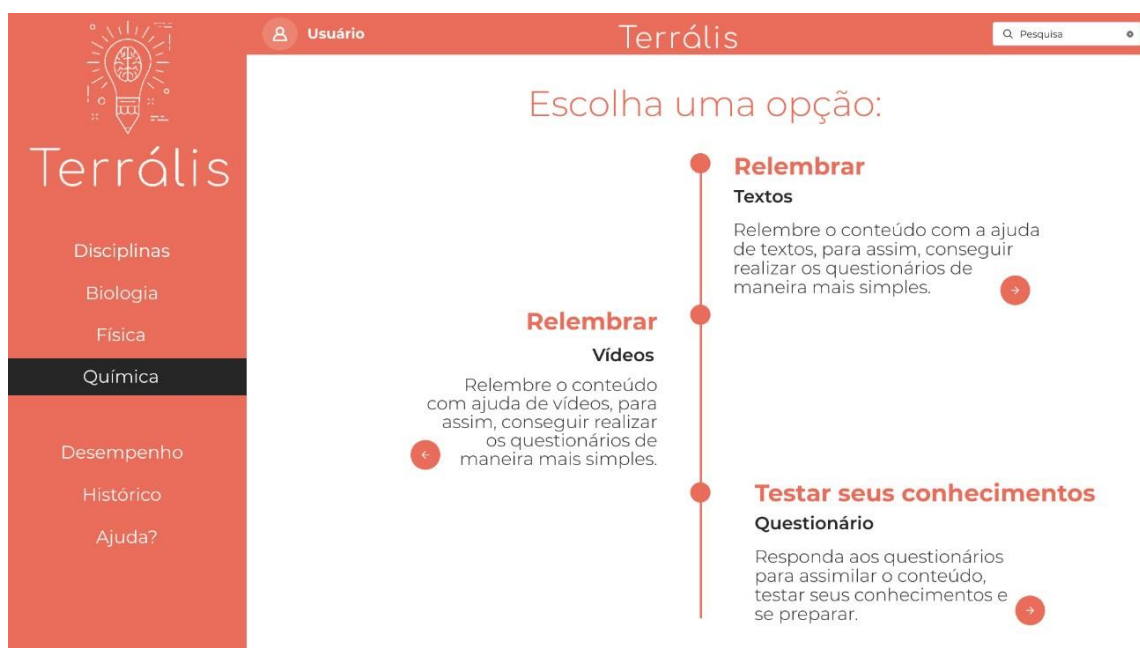 Terrális
Disciplinas
Biologia
Física
Química
Desempenho
Histórico
Ajuda?
Usuário
Terrális
Pesquisa
Escolha uma opção:
Relembrar
Textos
Relembre o conteúdo com a ajuda
de textos, para assim, conseguir
realizar os questionários de
maneira mais simples.
Relembrar
Vídeos
Relembre o conteúdo
com ajuda de vídeos, para
assim, conseguir realizar
os questionários de
maneira mais simples.
Testar seus conhecimentos
Questionário
Responda aos questionários
para assimilar o conteúdo,
testar seus conhecimentos e
se preparar.